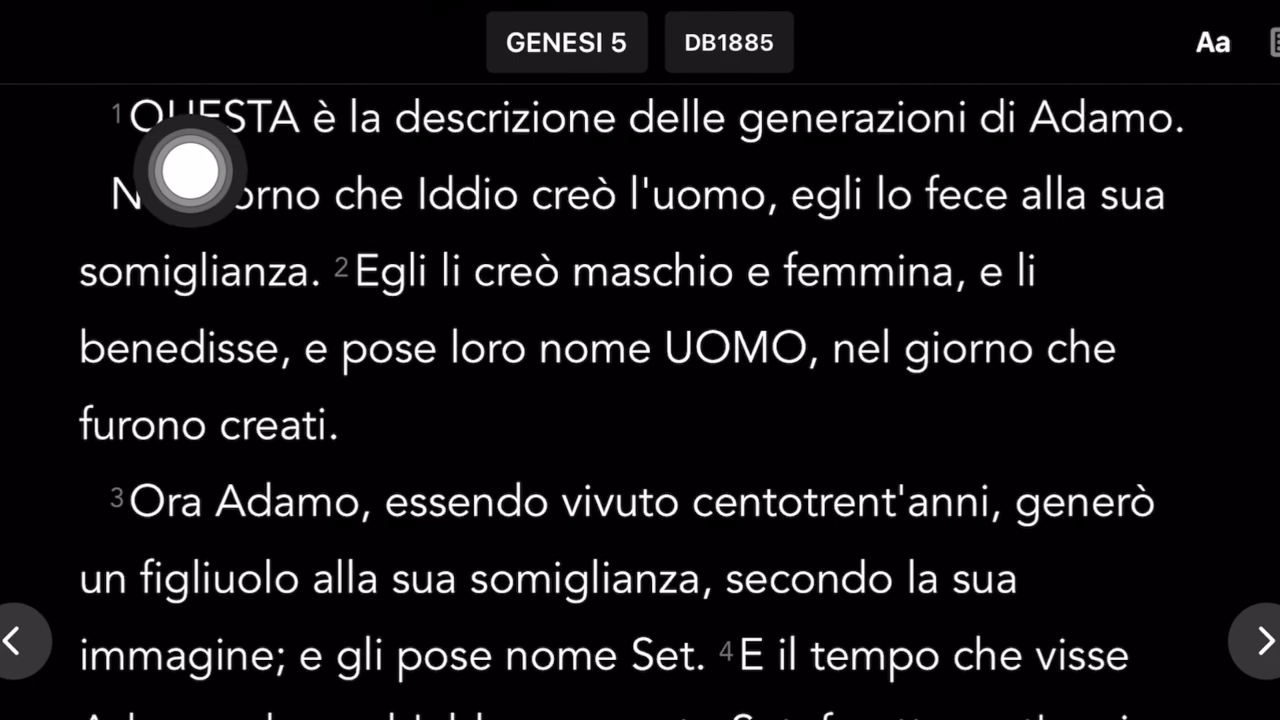 GENESI 5 DB1885 Aa
1 QUESTA è la descrizione delle generazioni di Adamo.
che Iddio creò l'uomo, egli lo fece alla sua
somiglianza. 2 Egli li creò maschio e femmina, e li
benedisse, e pose loro nome UOMO, nel giorno che
furono creati.
3 Ora Adamo, essendo vivuto centotrent'anni, generò
un figliuolo alla sua somiglianza, secondo la sua
immagine; e gli pose nome Set. 4 E il tempo che visse